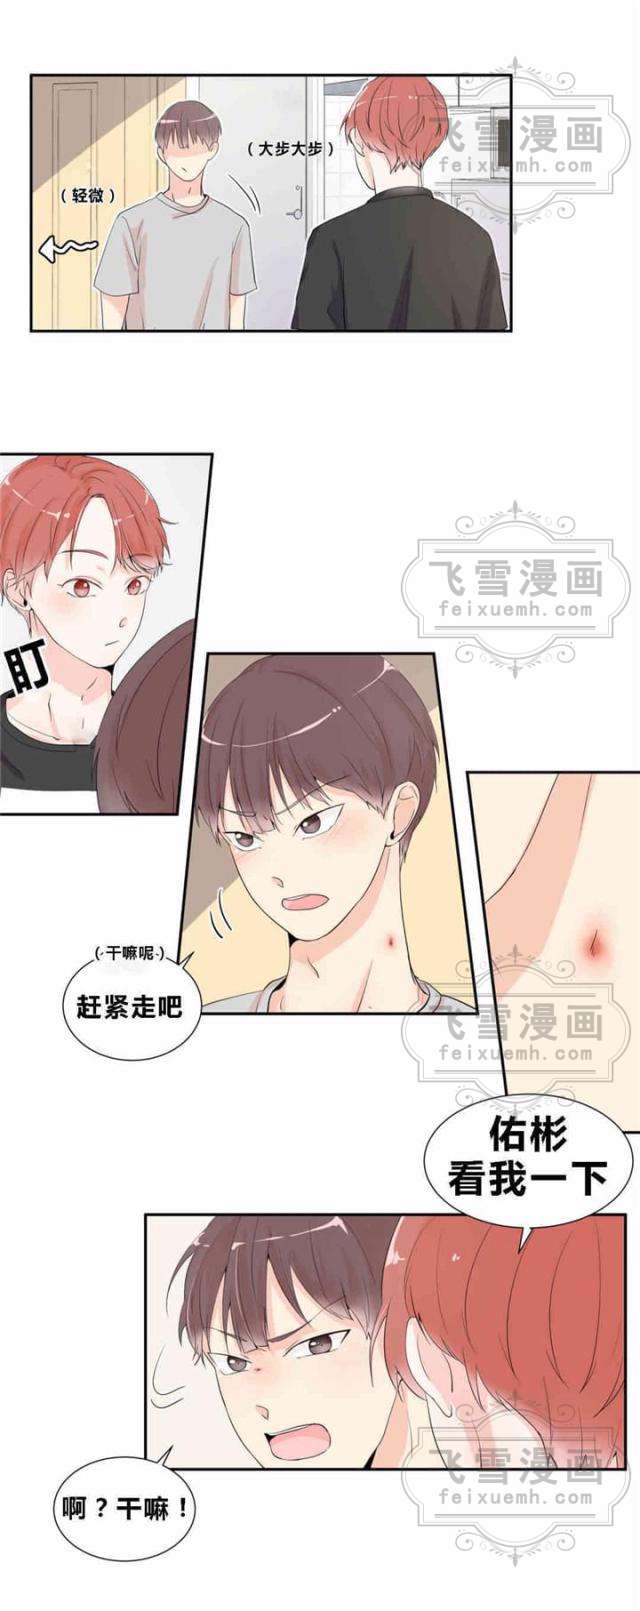 飞雪漫画
feixuemh.com
（大步大步）
（轻微）
飞雪漫画
feixuemh.com
盯
（干嘛呢）
赶紧走吧
飞雪漫画
feixuemh.com
佑彬
看我一下
啊？干嘛！
飞雪漫画
feixuemh.com